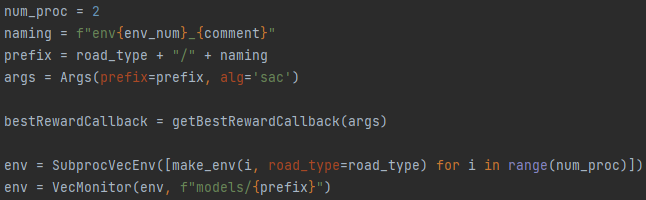 num_proc = 2
naming = f"env{env_num}_{comment}"
prefix = road_type + "/" + naming
args = Args(prefix=prefix, alg='sac')
bestRewardCallback = getBestRewardCallback(args)
env = SubprocVecEnv([make_env(i, road_type=road_type) for i in range(num_proc)])
env = VecMonitor(env, f"models/{prefix}")